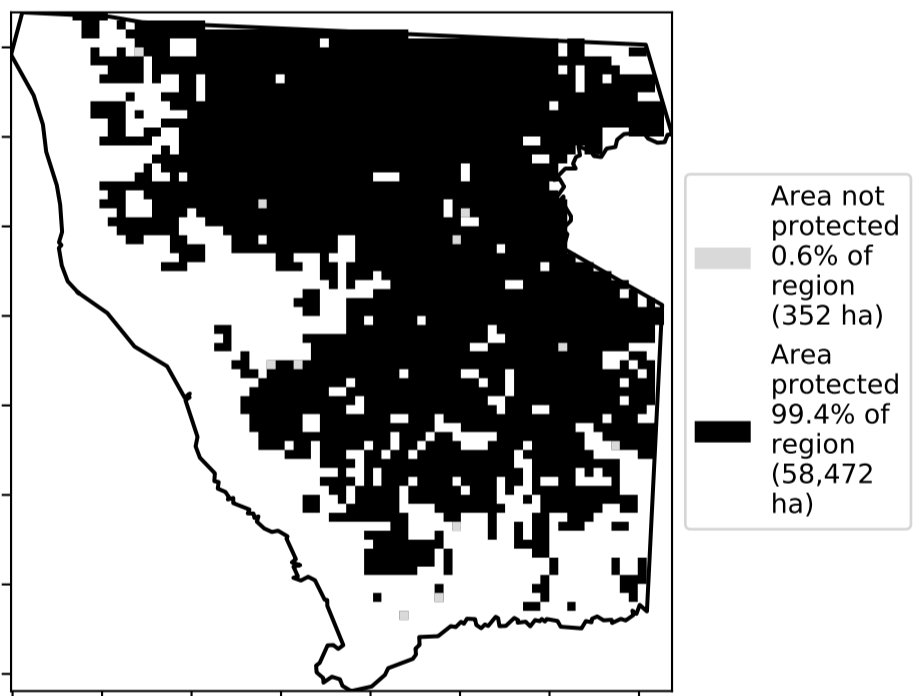 Area not
protected
0.6% of
region
(352 ha)
Area
protected
99.4% of
region
(58,472
ha)